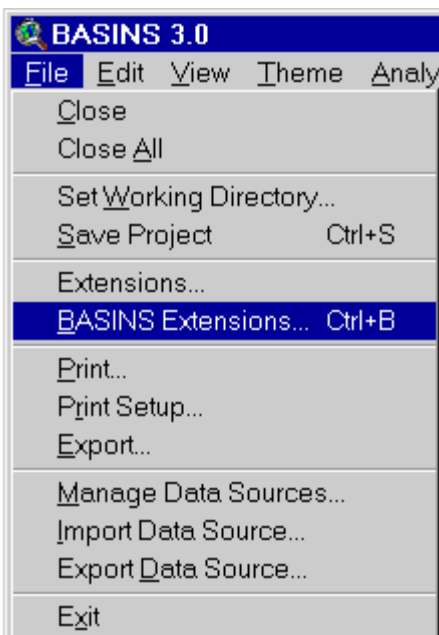 BASINS 3.0
File Edit View Theme Analy
Close
Close All
Set Working Directory...
Save Project Ctrl+S
Extensions...
BASINS Extensions... Ctrl+B
Print...
Print Setup...
Export...
Manage Data Sources...
Import Data Source...
Export Data Source...
Exit